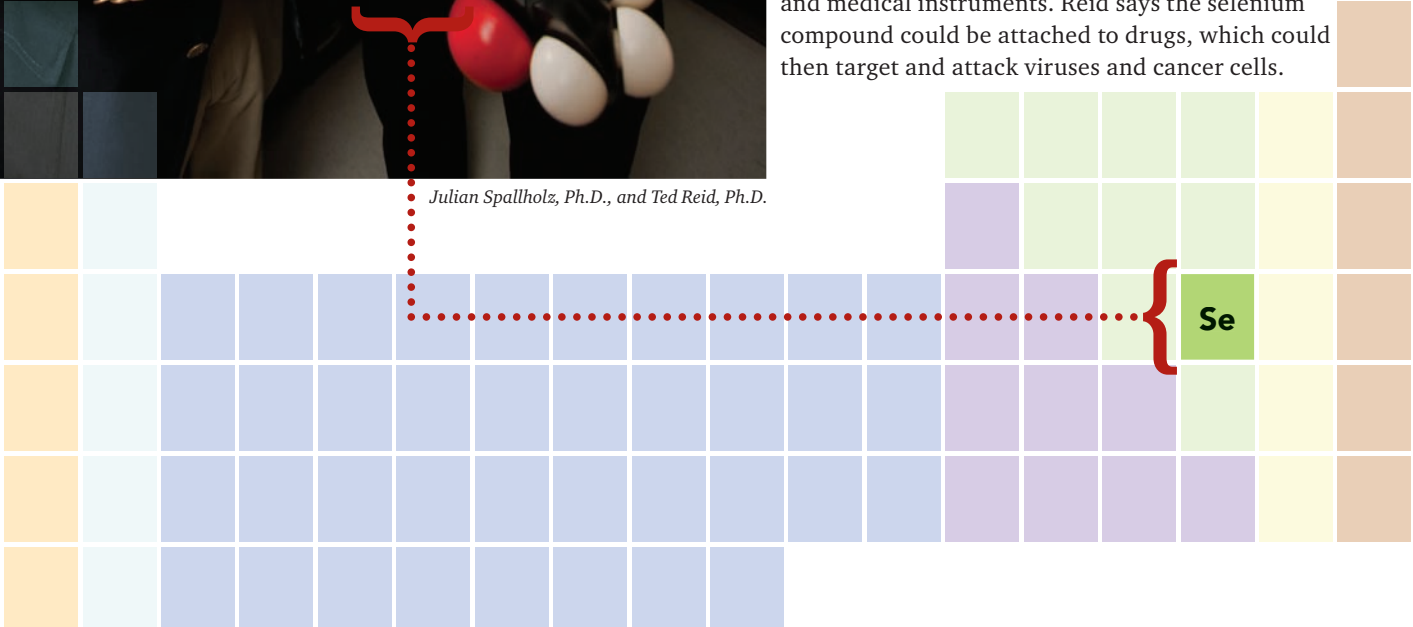 and medical instruments. Reid says the selenium
compound could be attached to drugs, which could
then target and attack viruses and cancer cells.
Julian Spallholz, Ph.D., and Ted Reid, Ph.D.
Se